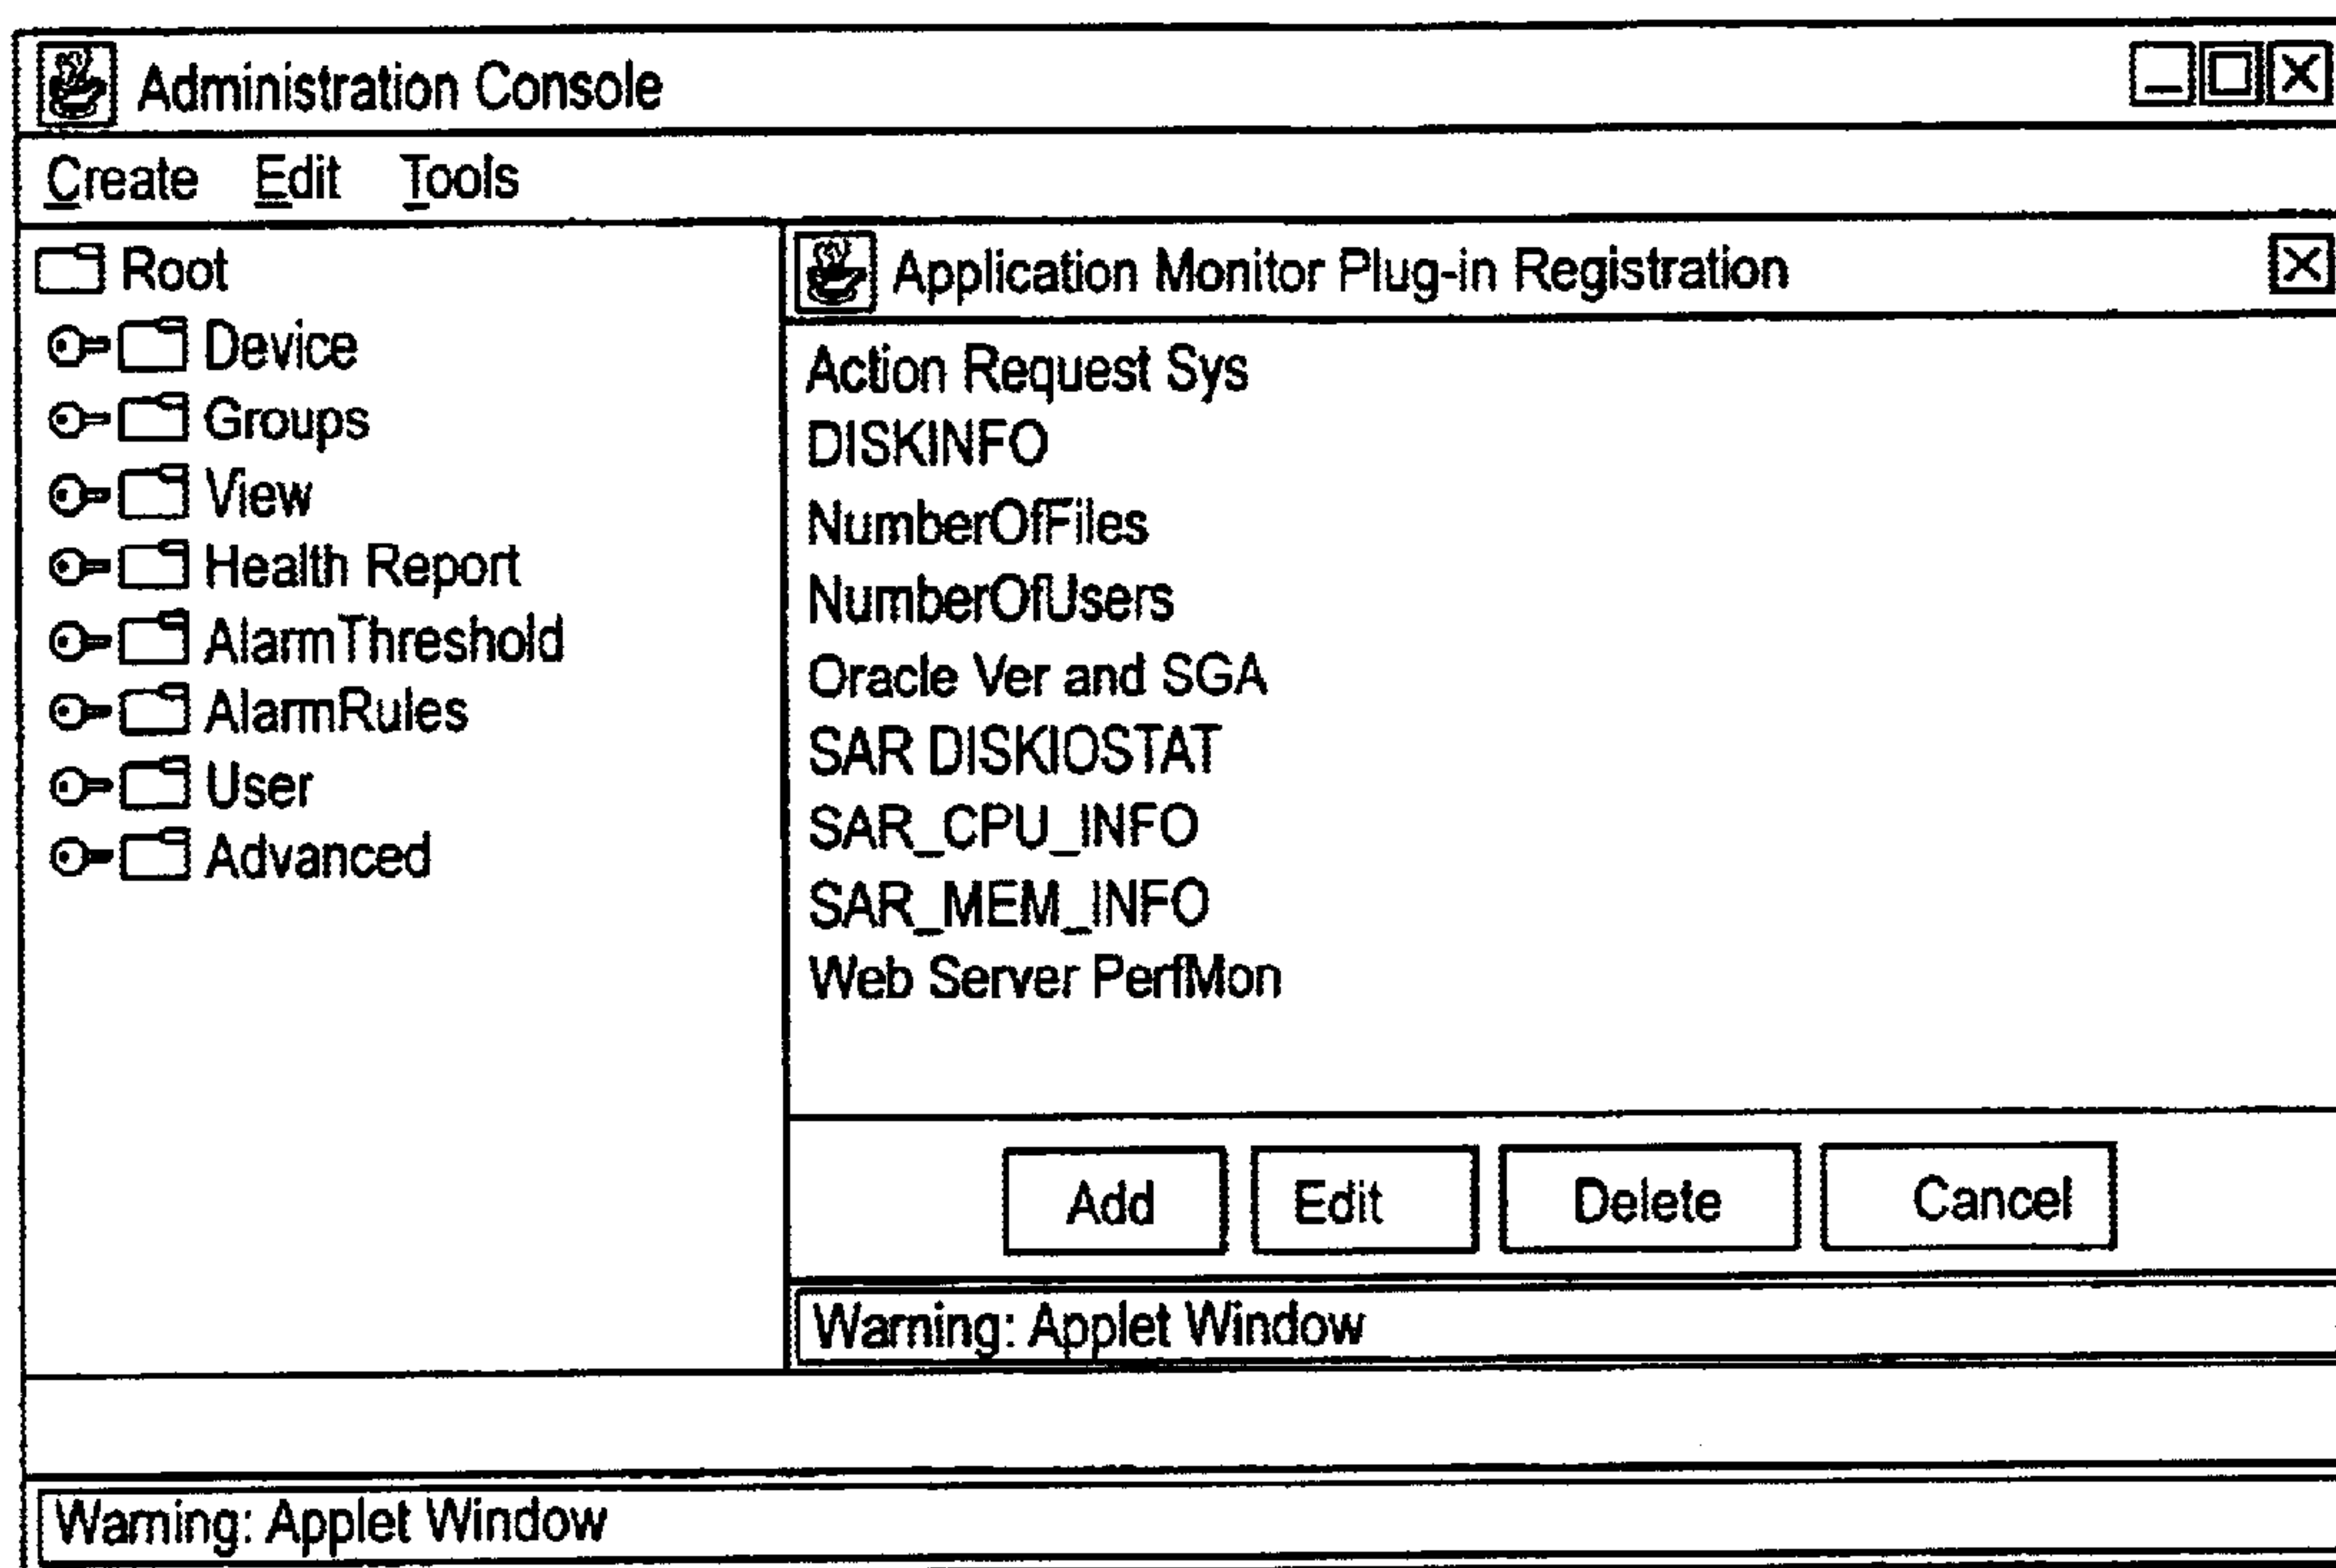 Administration Console
Create Edit Tools
Root
Device
Groups
View
Health Report
AlarmThreshold
AlarmRules
User
Advanced
Application Monitor Plug-in Registration
Action Request Sys
DISKINFO
NumberOfFiles
NumberOfUsers
Oracle Ver and SGA
SAR DISKIOSTAT
SAR_CPU_INFO
SAR_MEM_INFO
Web Server PerfMon
Add Edit Delete Cancel
Warning: Applet Window
Warning: Applet Window